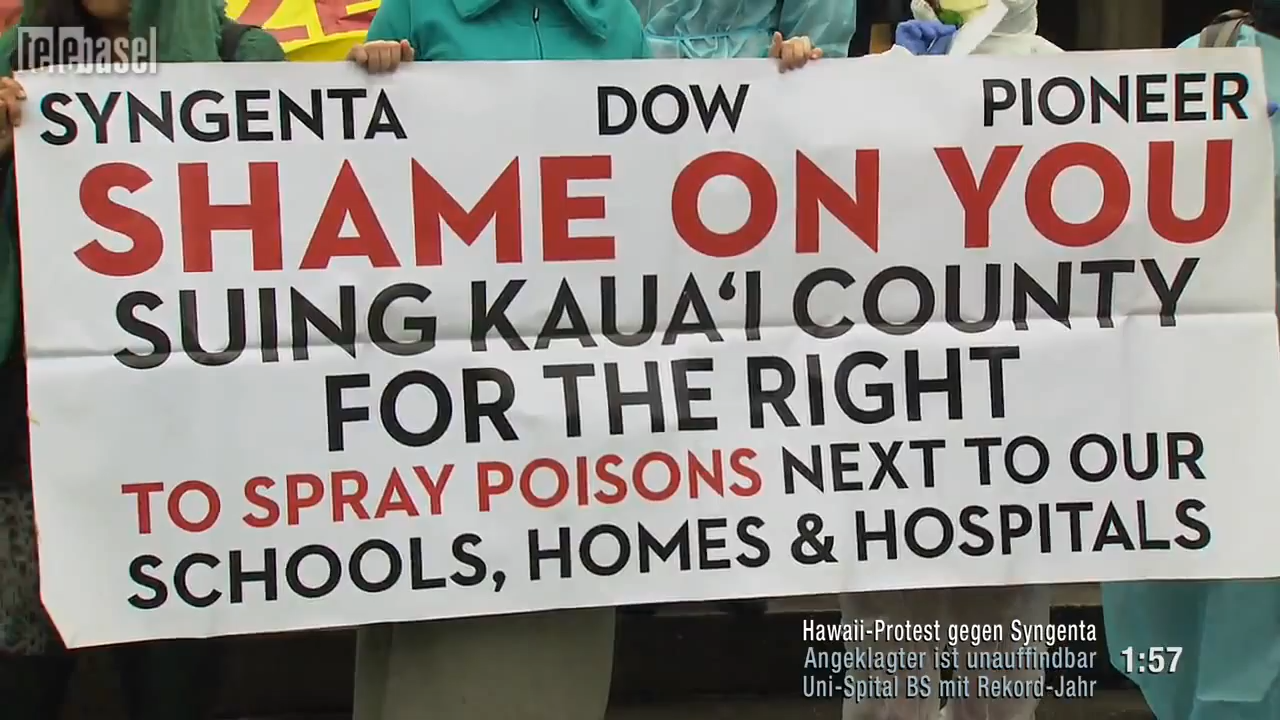 telebasel
SYNGENTA DOW PIONEER
SHAME ON YOU
SUING KAUA‘I COUNTY
FOR THE RIGHT
TO SPRAY POISONS NEXT TO OUR
SCHOOLS, HOMES & HOSPITALS
Hawaii-Protest gegen Syngenta
Angeklagter ist unauffindbar
Uni-Spital BS mit Rekord-Jahr
1:57